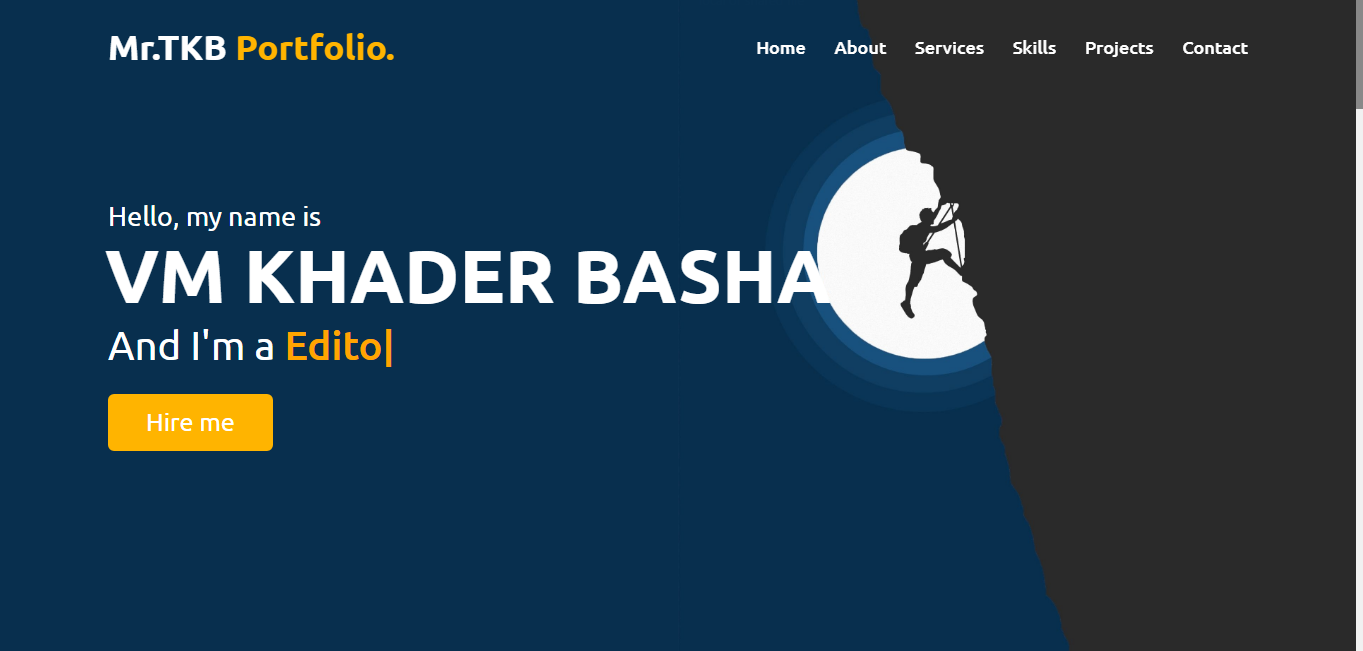 Mr.TKB Portfolio.
Home About Services Skills Projects Contact
Hello, my name is
VM KHADER BASHA
And I'm a Edito|
Hire me